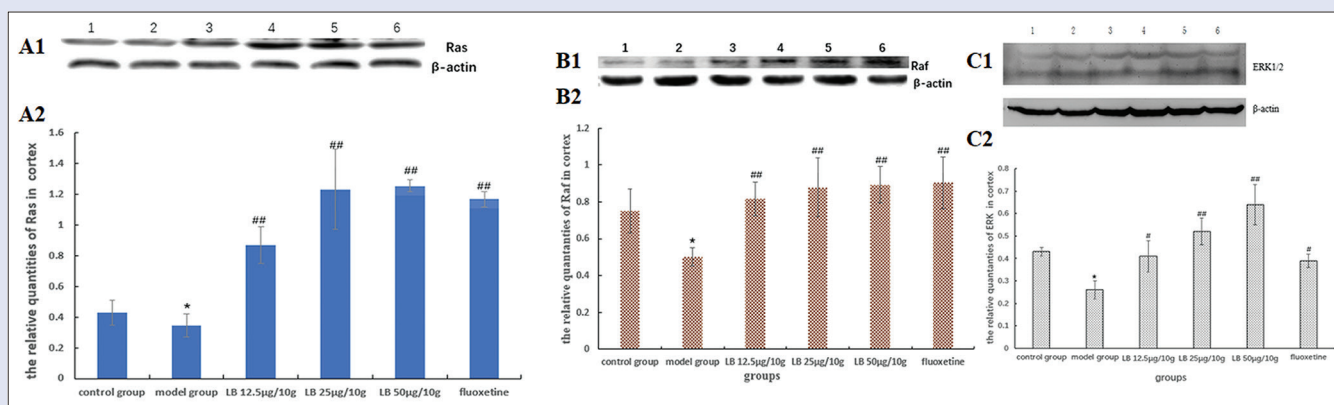 A1
1 2 3 4 5 6
Ras
β-actin
A2
the relative quantities of Ras in cortex
1.6
1.4
1.2
1
0.8
0.6
0.4
0.2
0
*
##
##
##
##
control group model group LB 12.5μg/10g LB 25μg/10g LB 50μg/10g fluoxetine
B1
1 2 3 4 5 6
Raf
β-actin
B2
the relative quantanties of Raf in cortex
1.2
1
0.8
0.6
0.4
0.2
0
*
##
##
##
##
control group model group LB 12.5μg/10g LB 25μg/10g LB 50μg/10g fluoxetine
groups
C1
1 2 3 4 5 6
ERK1/2
β-actin
C2
the relative quantanties of ERK in cortex
0.8
0.7
0.6
0.5
0.4
0.3
0.2
0.1
0
*
#
##
##
#
control group model group LB 12.5μg/10g LB 25μg/10g LB 50μg/10g fluoxetine
groups